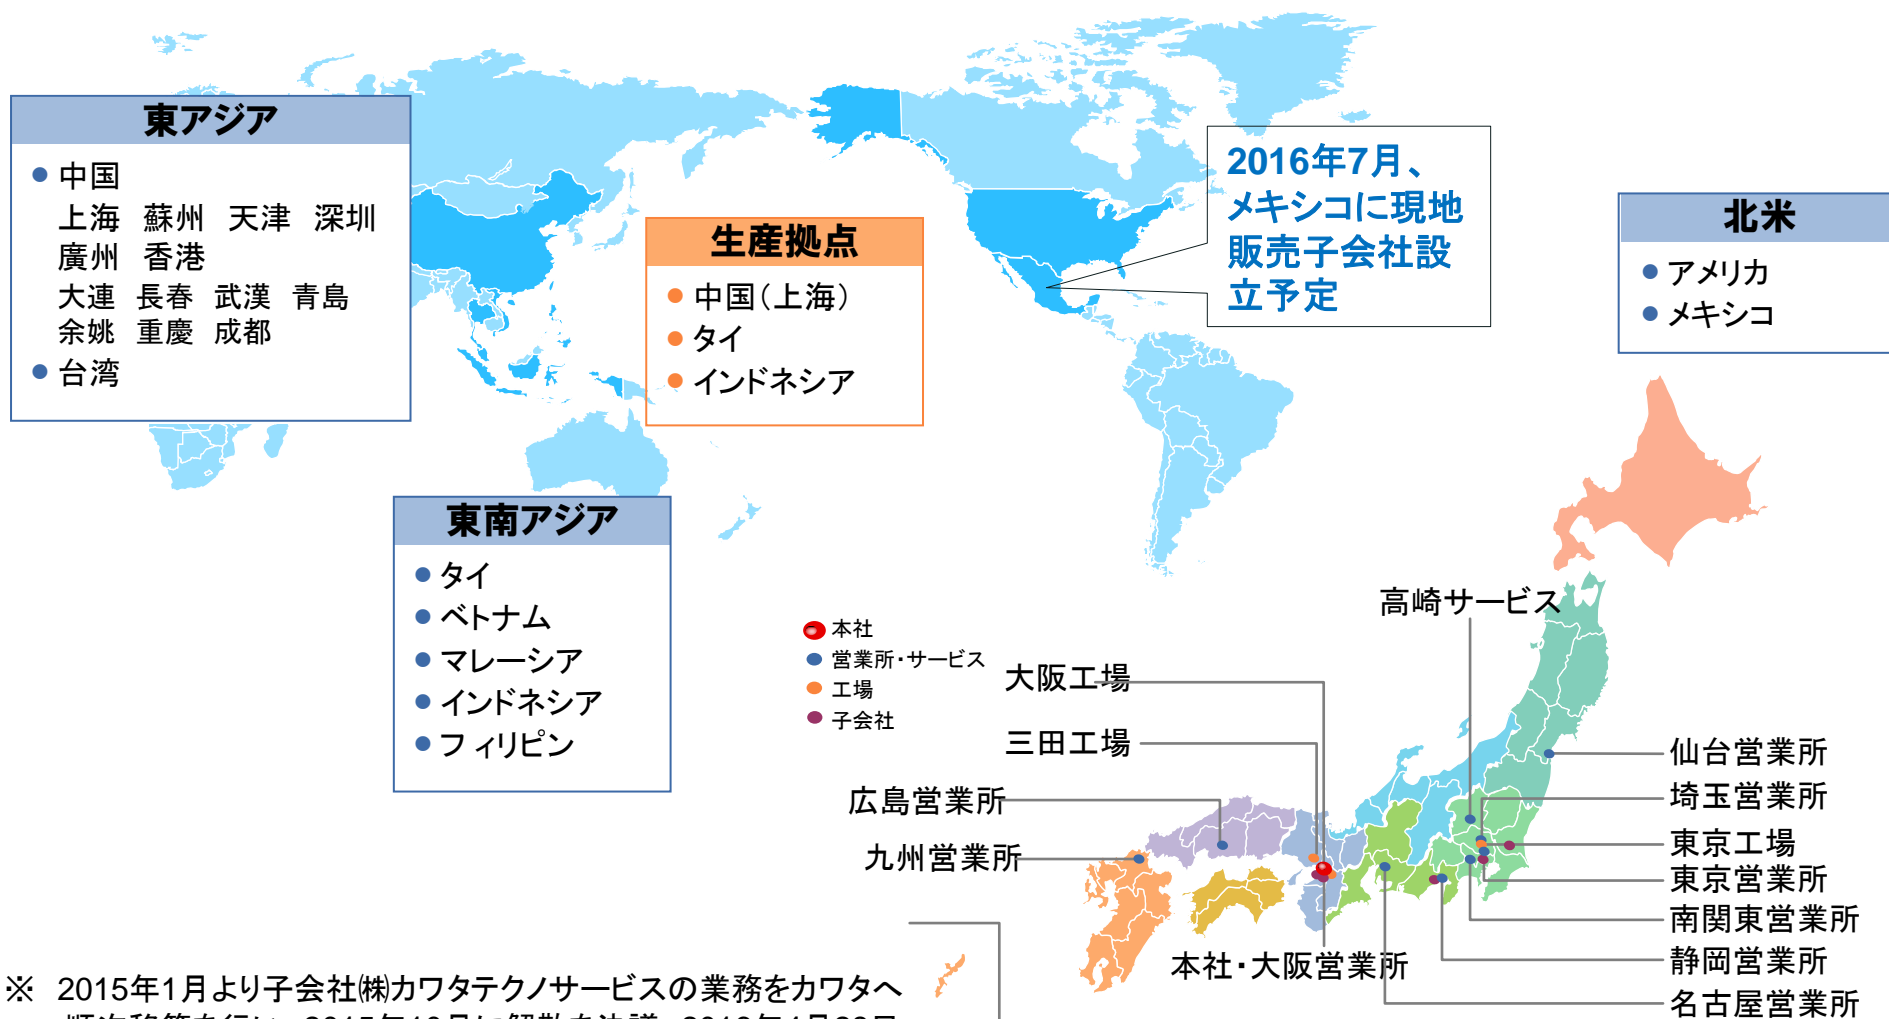 東アジア
中国
上海　蘇州　天津　深圳
廣州　香港
大連　長春　武漢　青島
余姚　重慶　成都
台湾
生産拠点
中国（上海）
タイ
インドネシア
2016年7月、
メキシコに現地
販売子会社設
立予定
北米
アメリカ
メキシコ
東南アジア
タイ
ベトナム
マレーシア
インドネシア
フィリピン
本社
営業所・サービス
工場
子会社
高崎サービス
大阪工場
三田工場
広島営業所
九州営業所
本社・大阪営業所
仙台営業所
埼玉営業所
東京工場
東京営業所
南関東営業所
静岡営業所
名古屋営業所
※　2015年1月より子会社㈱カワタテクノサービスの業務をカワタへ